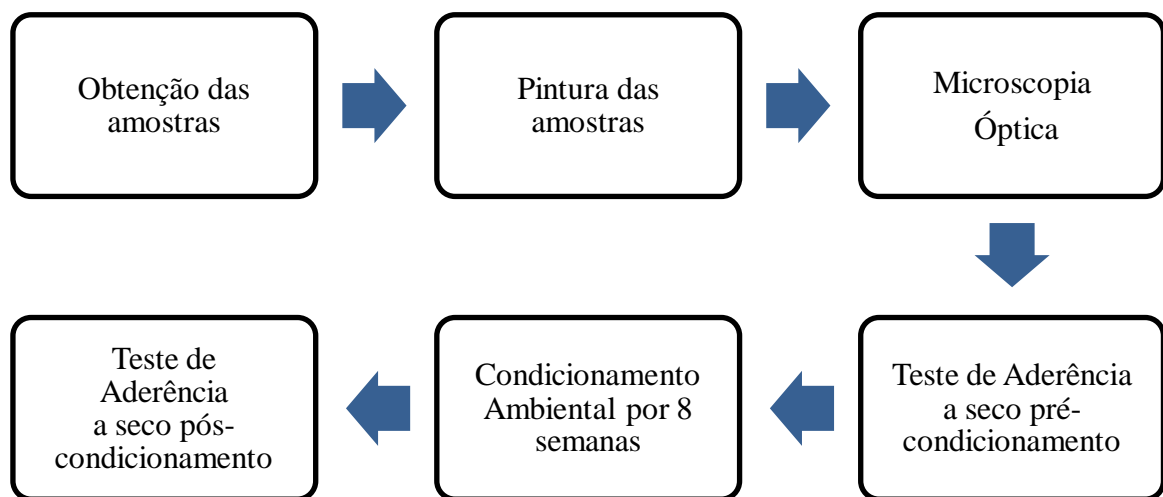 Obtenção das
amostras
Pintura das
amostras
Microscopia
Óptica
Teste de Aderência
a seco pré-
condicionamento
Condicionamento
Ambiental por 8
semanas
Teste de
Aderência
a seco pós-
condicionamento